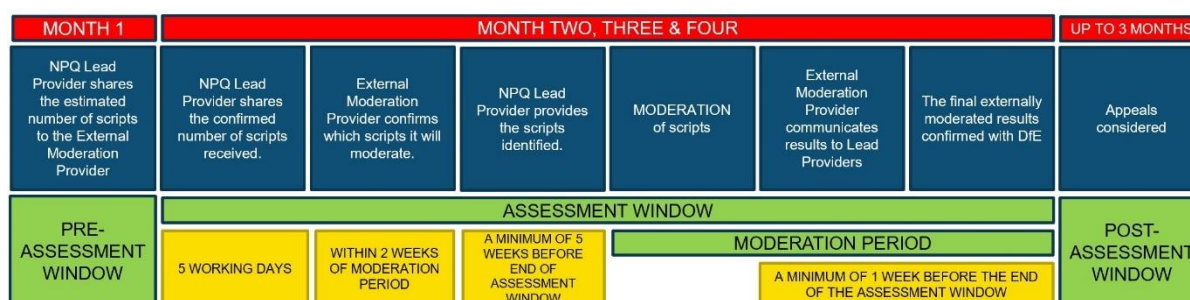 MONTH 1
MONTH TWO, THREE & FOUR
UP TO 3 MONTHS
NPQ Lead
Provider shares
the estimated
number of scripts
to the External
Moderation
Provider
NPQ Lead
Provider shares
the confirmed
number of scripts
received.
External
Moderation
Provider confirms
which scripts it will
moderate.
NPQ Lead
Provider provides
the scripts
identified.
MODERATION
of scripts
External
Moderation
Provider
communicates
results to Lead
Providers
The final externally
moderated results
confirmed with DfE
Appeals
considered
PRE-
ASSESSMENT
WINDOW
ASSESSMENT WINDOW
5 WORKING DAYS
WITHIN 2 WEEKS
OF MODERATION
PERIOD
A MINIMUM OF 5
WEEKS BEFORE
END OF
ASSESSMENT
WINDOW
MODERATION PERIOD
A MINIMUM OF 1 WEEK BEFORE THE END
OF THE ASSESSMENT WINDOW
POST-
ASSESSMENT
WINDOW